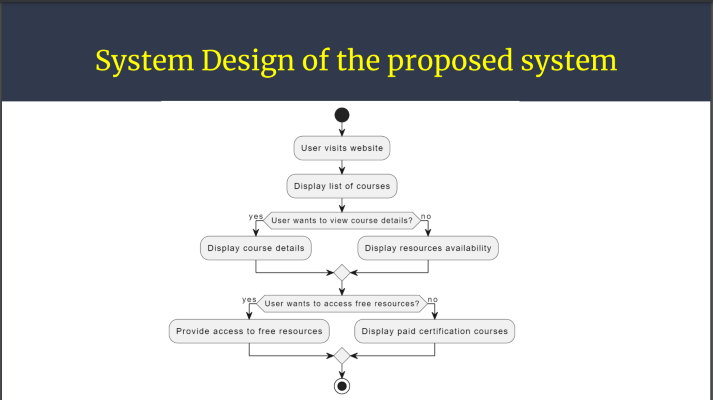 System Design of the proposed system
User visits website
Display list of courses
yes
User wants to view course details?
no
Display course details
Display resources availability
yes
User wants to access free resources?
no
Provide access to free resources
Display paid certification courses